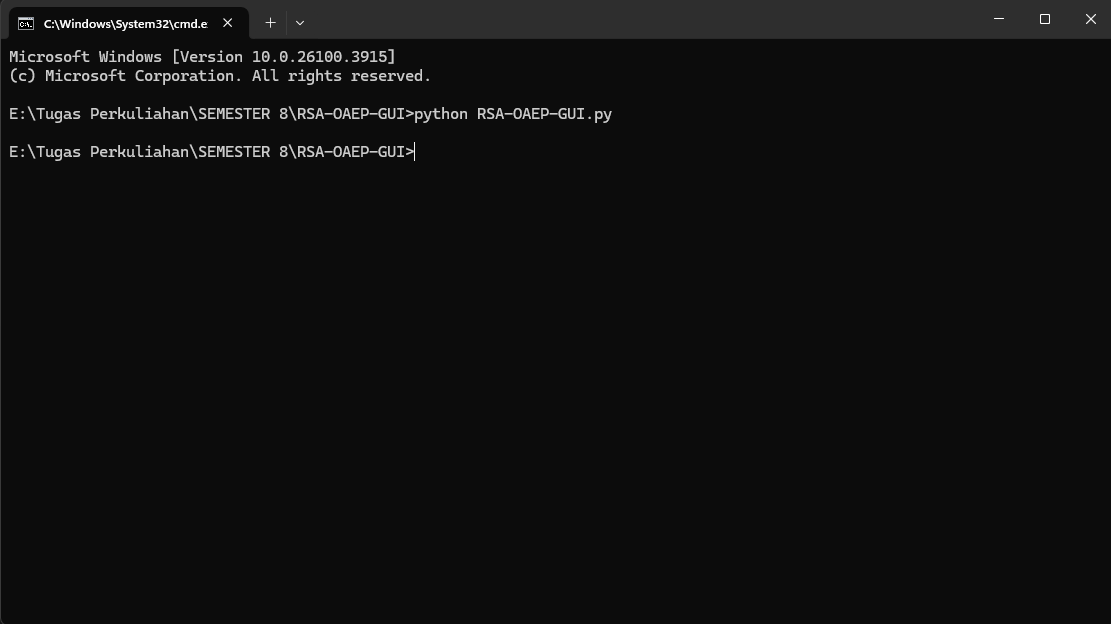 C:\Windows\System32\cmd.e
Microsoft Windows [Version 10.0.26100.3915]
(c) Microsoft Corporation. All rights reserved.
E:\Tugas Perkuliahan\SEMESTER 8\RSA-OAEP-GUI>python RSA-OAEP-GUI.py
E:\Tugas Perkuliahan\SEMESTER 8\RSA-OAEP-GUI>